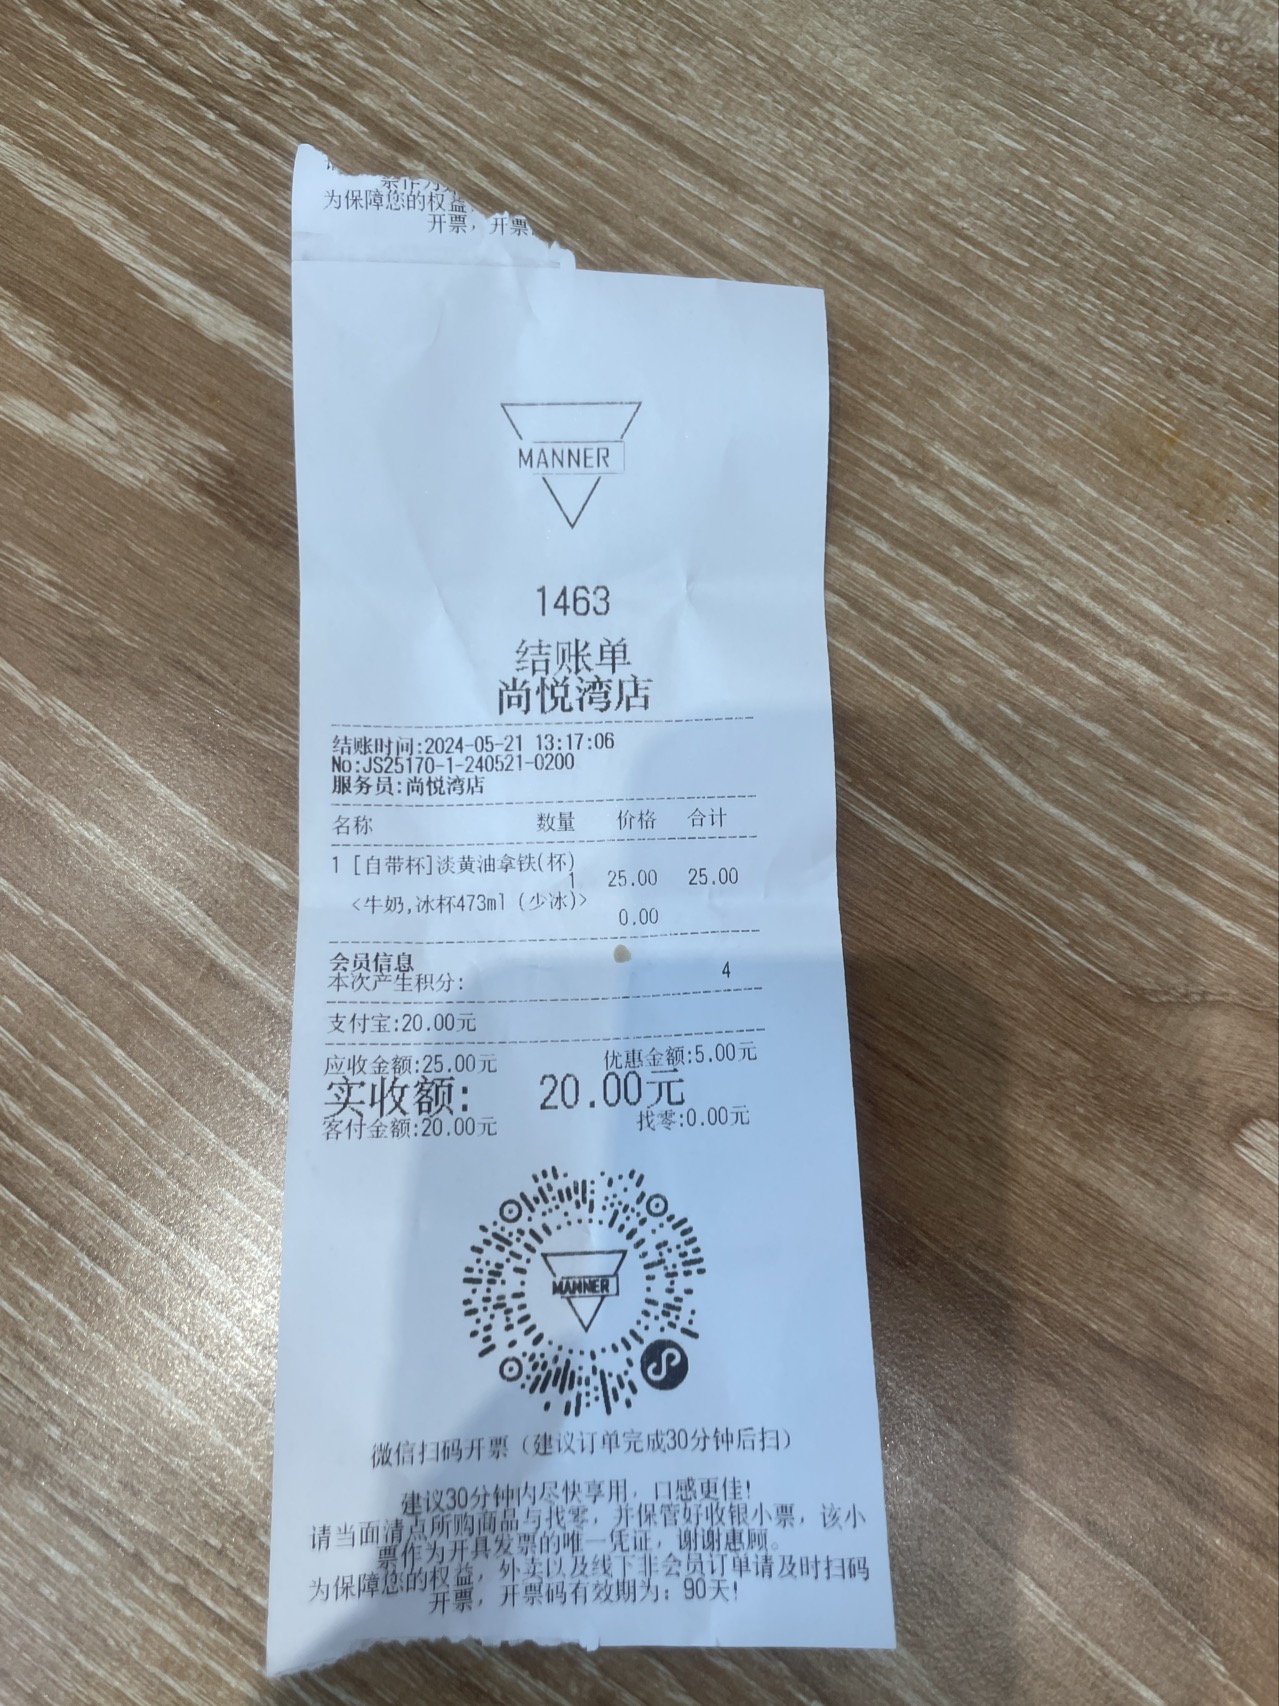 为保障您的权益
开票，开票
MANNER
1463
结账单
尚悦湾店
结账时间:2024-05-21 13:17:06
No:JS25170-1-240521-0200
服务员:尚悦湾店
名称 数量 价格 合计
1 [自带杯]淡黄油拿铁(杯)
1 25.00 25.00
<牛奶,冰杯473ml (少冰)>
0.00
会员信息
本次产生积分: 4
支付宝:20.00元
应收金额:25.00元 优惠金额:5.00元
实收额: 20.00元
客付金额:20.00元 找零:0.00元
MANNER
微信扫码开票（建议订单完成30分钟后扫）
建议30分钟内尽快享用，口感更佳!
请当面清点所购商品与找零，并保管好收银小票，该小
票作为开具发票的唯一凭证，谢谢惠顾。
为保障您的权益，外卖以及线下非会员订单请及时扫码
开票，开票码有效期为：90天!